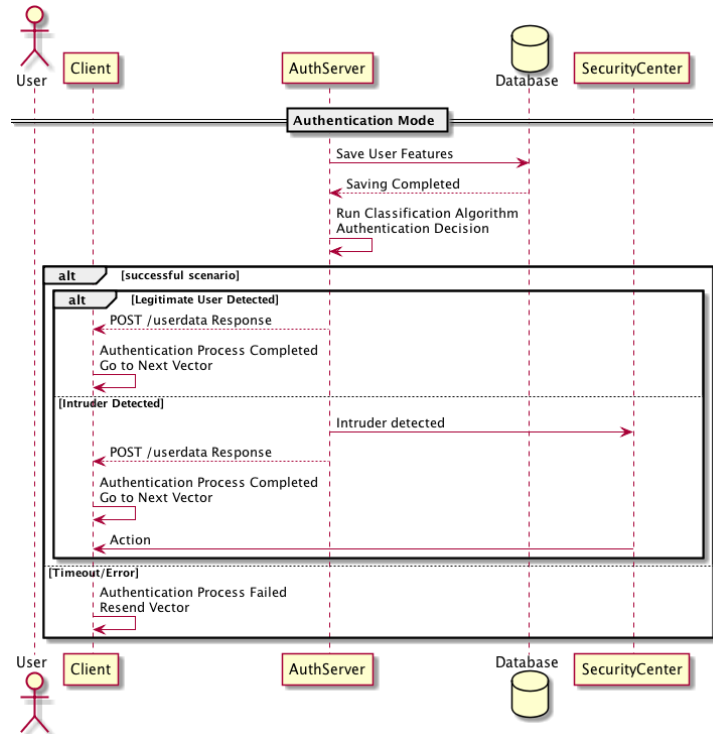 User
Client
AuthServer
Database
SecurityCenter
Authentication Mode
Save User Features
Saving Completed
Run Classification Algorithm
Authentication Decision
alt [successful scenario]
alt [Legitimate User Detected]
POST /userdata Response
Authentication Process Completed
Go to Next Vector
[Intruder Detected]
Intruder detected
POST /userdata Response
Authentication Process Completed
Go to Next Vector
Action
[Timeout/Error]
Authentication Process Failed
Resend Vector
User
Client
AuthServer
Database
SecurityCenter